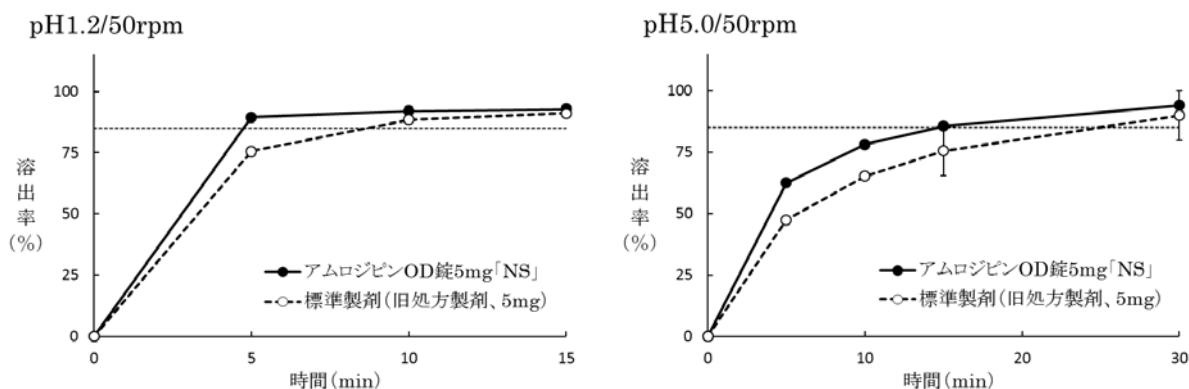 pH1.2/50rpm
100
75
50
25
0
溶出率(%)
0
5
10
15
時間(min)
アムロジピンOD錠5mg「NS」
標準製剤(旧処方製剤、5mg)
pH5.0/50rpm
100
75
50
25
0
溶出率(%)
0
10
20
30
時間(min)
アムロジピンOD錠5mg「NS」
標準製剤(旧処方製剤、5mg)